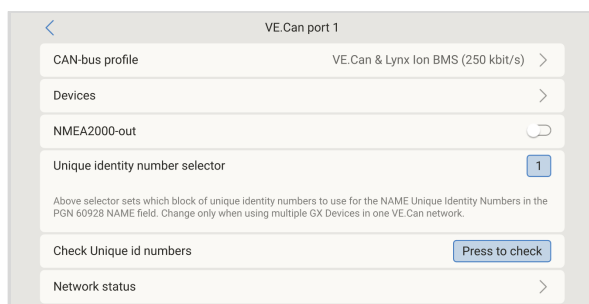 VE.Can port 1
CAN-bus profile VE.Can & Lynx Ion BMS (250 kbit/s)
Devices
NMEA2000-out
Unique identity number selector 1
Above selector sets which block of unique identity numbers to use for the NAME Unique Identity Numbers in the
PGN 60928 NAME field. Change only when using multiple GX Devices in one VE.Can network.
Check Unique id numbers Press to check
Network status